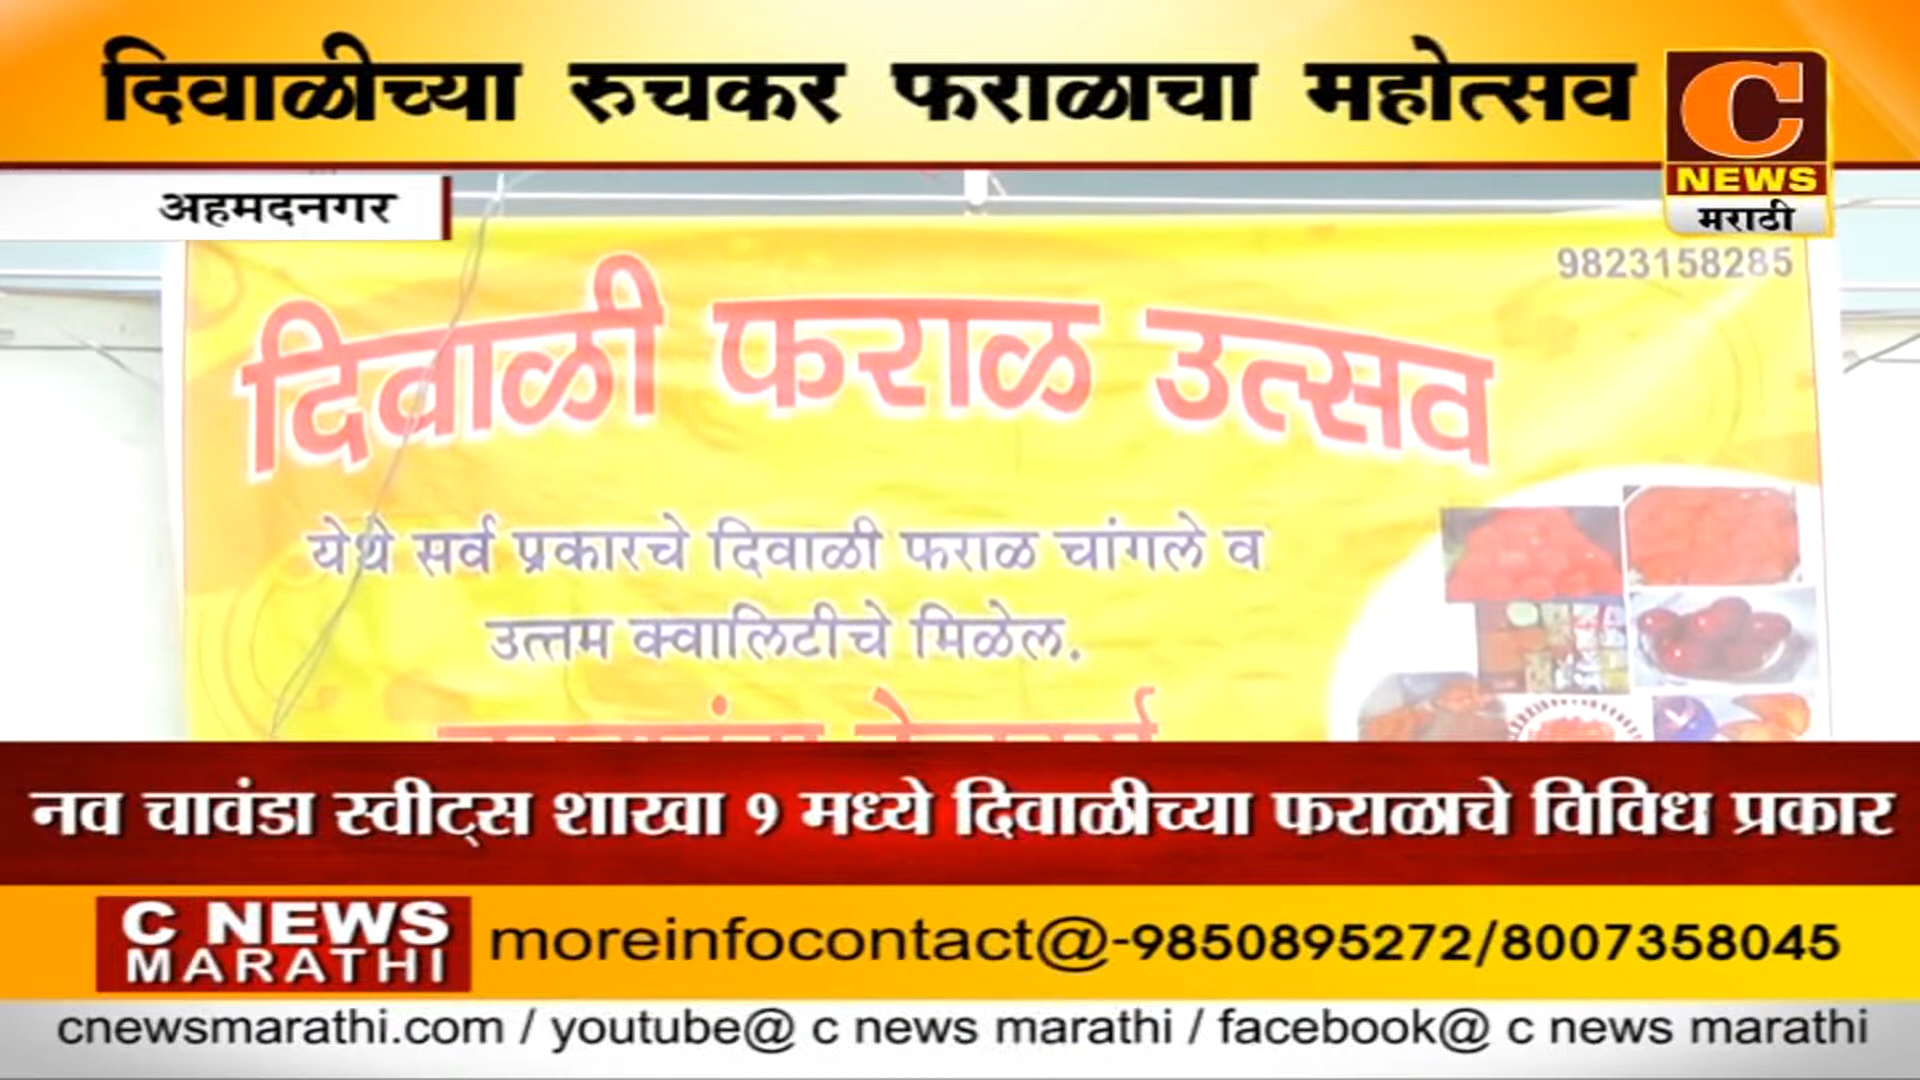 दिवाळीच्या रुचकर फराळाचा महोत्सव
C
NEWS
मराठी
अहमदनगर
9823158285
दिवाळी फराळ उत्सव
येथे सर्व प्रकारचे दिवाळी फराळ चांगले व
उत्तम क्वालिटीचे मिळेल.
नव चावंडा स्वीट्स शाखा ९ मध्ये दिवाळीच्या फराळाचे विविध प्रकार
C NEWS
MARATHI
moreinfocontact@-9850895272/8007358045
cnewsmarathi.com / youtube@ c news marathi / facebook@ c news marathi